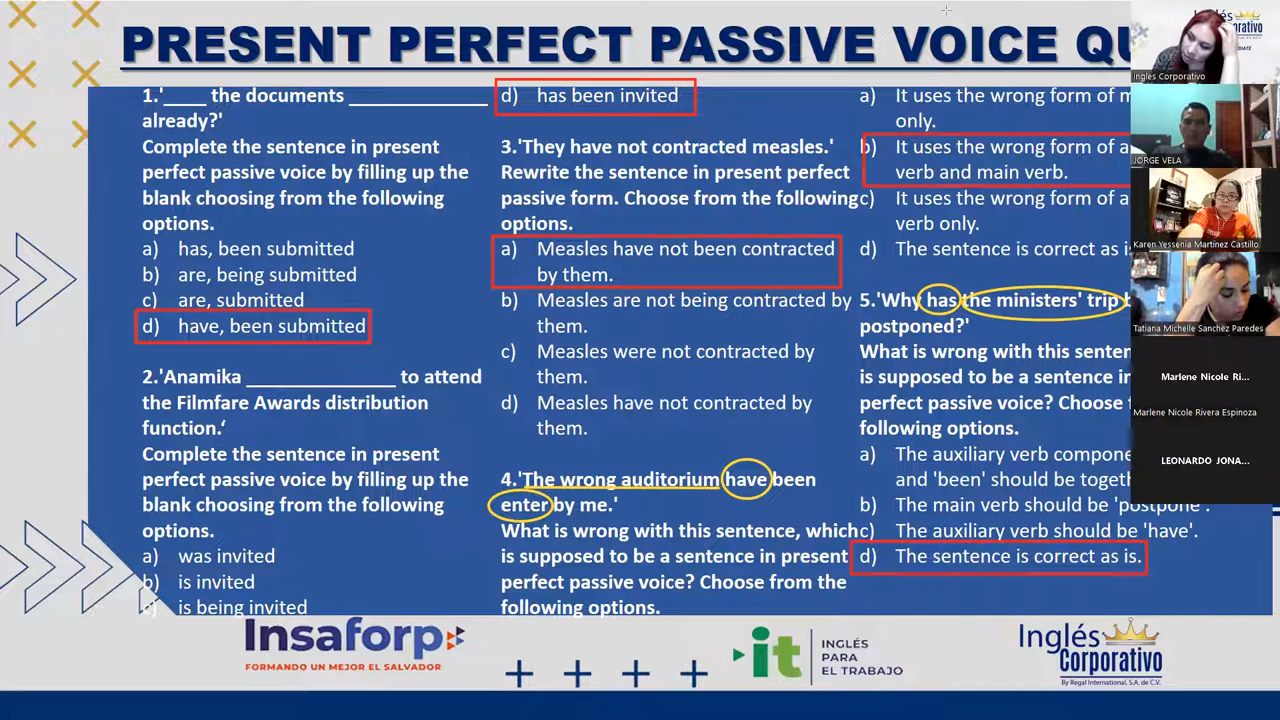 PRESENT PERFECT PASSIVE VOICE QU
1.'____ the documents _____________
already?'
Complete the sentence in present
perfect passive voice by filling up the
blank choosing from the following
options.
a) has, been submitted
b) are, being submitted
c) are, submitted
d) have, been submitted
2.'Anamika ______________ to attend
the Filmfare Awards distribution
function.‘
Complete the sentence in present
perfect passive voice by filling up the
blank choosing from the following
options.
a) was invited
b) is invited
c) is being invited
d) has been invited
3.'They have not contracted measles.'
Rewrite the sentence in present perfect
passive form. Choose from the following
options.
a) Measles have not been contracted
by them.
b) Measles are not being contracted by
them.
c) Measles were not contracted by
them.
d) Measles have not contracted by
them.
4.'The wrong auditorium have been
enter by me.'
What is wrong with this sentence, which
is supposed to be a sentence in present
perfect passive voice? Choose from the
following options.
a) It uses the wrong form of m
only.
b) It uses the wrong form of a
verb and main verb.
c) It uses the wrong form of a
verb only.
d) The sentence is correct as is.
5.'Why has the ministers' trip b
postponed?'
What is wrong with this senten
is supposed to be a sentence in
perfect passive voice? Choose f
following options.
a) The auxiliary verb compone
and 'been' should be togeth
b) The main verb should be 'postpone'.
c) The auxiliary verb should be 'have'.
d) The sentence is correct as is.
Insaforp
FORMANDO UN MEJOR EL SALVADOR
it
INGLÉS
PARA
EL TRABAJO
Inglés
Corporativo
By Regal International, S.A. de C.V.
Inglés Corporativo
JORGE VELA
Karen Yessenia Martínez Castillo
Tatiana Michelle Sanchez Paredes
Marlene Nicole Ri...
Marlene Nicole Rivera Espinoza
LEONARDO JONA...